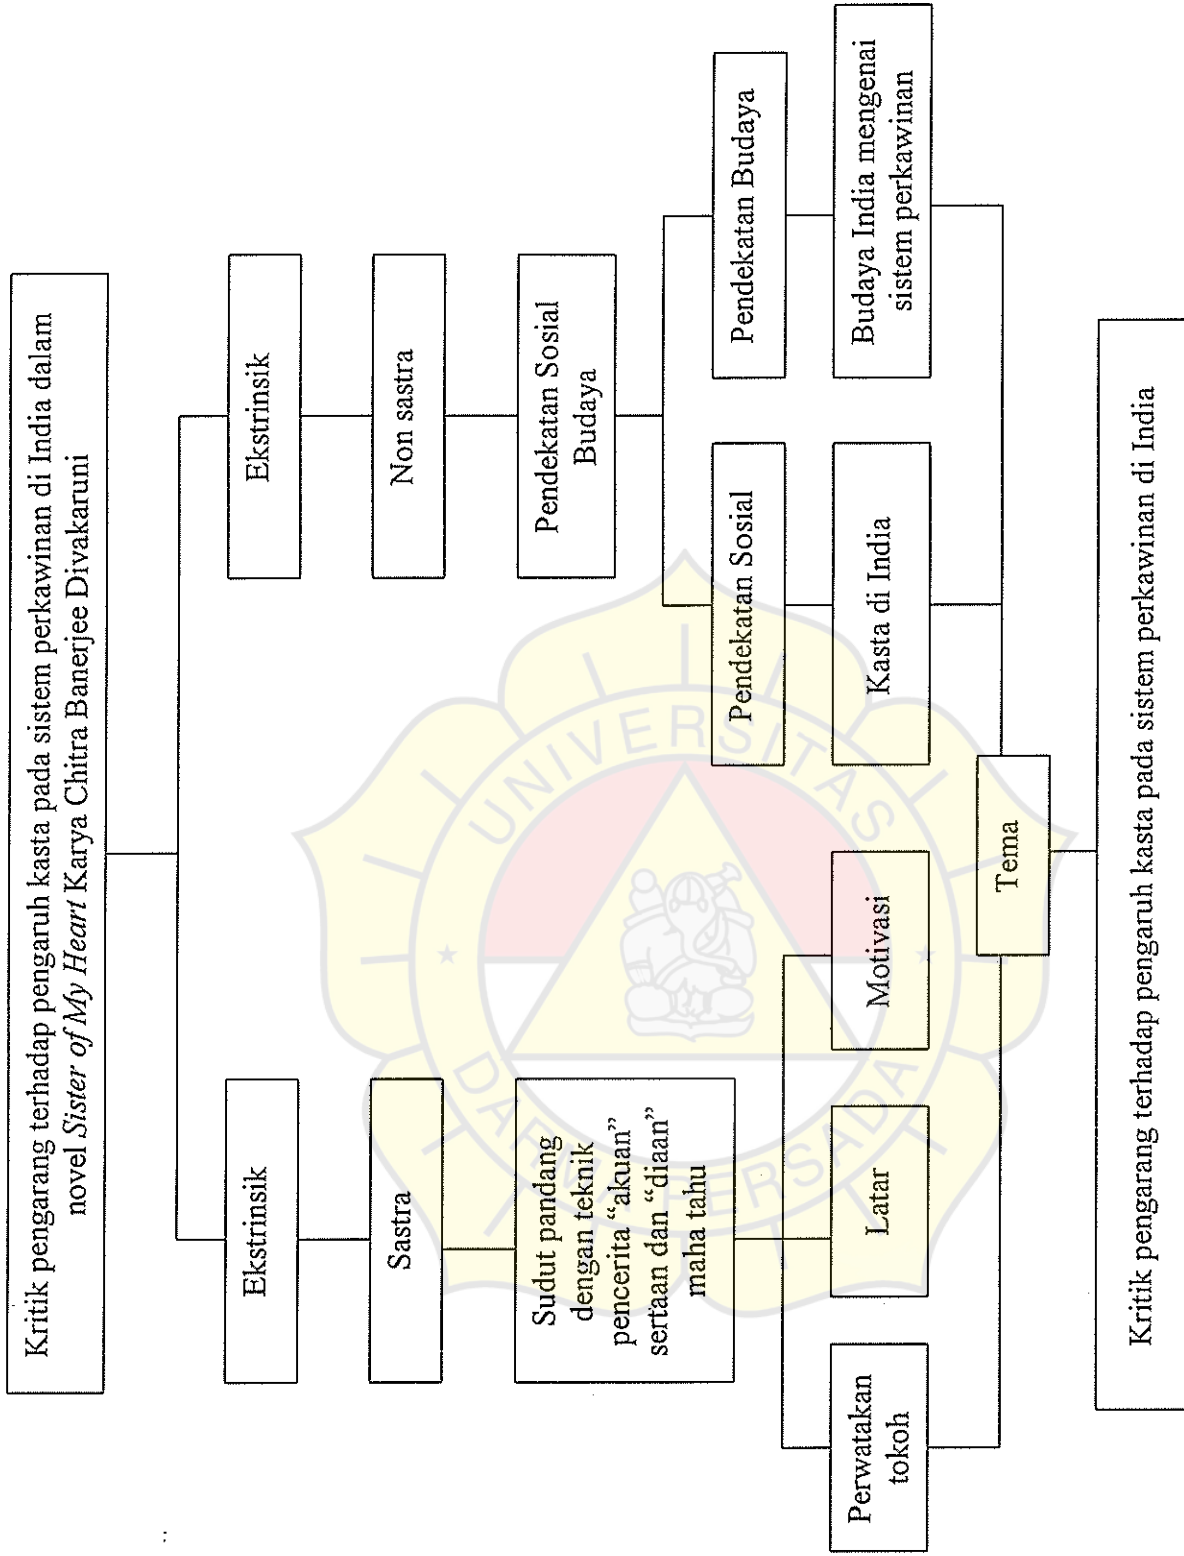 Kritik pengarang terhadap pengaruh kasta pada sistem perkawinan di India dalam
novel Sister of My Heart Karya Chitra Banerjee Divakaruni
Ekstrinsik
Ekstrinsik
Sastra
Non sastra
Sudut pandang
dengan teknik
pencerita “akuan”
sertaan dan “diaan”
maha tahu
Pendekatan Sosial
Budaya
Pendekatan Sosial
Pendekatan Budaya
Perwatakan
tokoh
Latar
Motivasi
Kasta di India
Budaya India mengenai
sistem perkawinan
Tema
Kritik pengarang terhadap pengaruh kasta pada sistem perkawinan di India
UNIVERSITAS
DARMA PERSADA